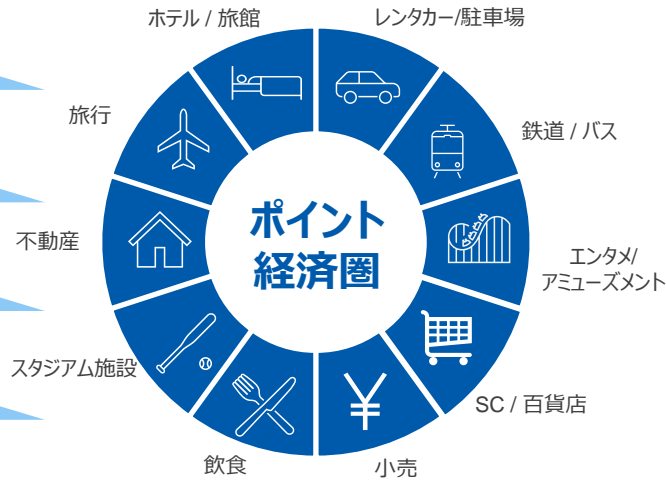 ホテル / 旅館
レンタカー/駐車場
旅行
鉄道 / バス
不動産
ポイント
経済圏
エンタメ/
アミューズメント
スタジアム施設
SC / 百貨店
飲食
小売
¥